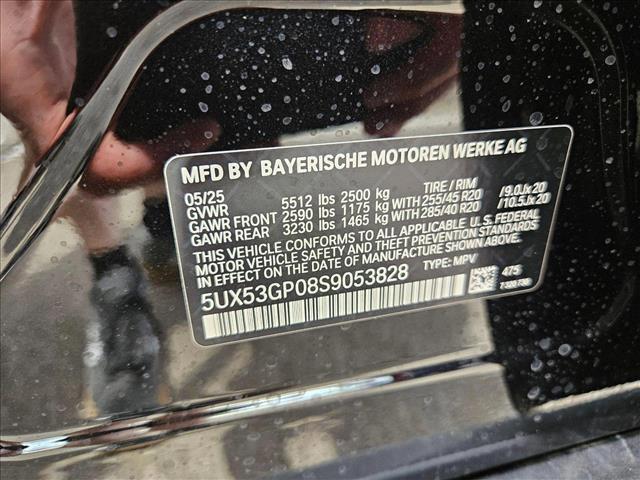 MFD BY BAYERISCHE MOTOREN WERKE AG
05/25 TIRE / RIM
GVWR 5512 lbs 2500 kg
GAWR FRONT 2590 lbs 1175 kg WITH 255/45 R20 /9.0Jx20
GAWR REAR 3230 lbs 1465 kg WITH 285/40 R20 /10.5Jx20
THIS VEHICLE CONFORMS TO ALL APPLICABLE U.S. FEDERAL
MOTOR VEHICLE SAFETY AND THEFT PREVENTION STANDARDS
IN EFFECT ON THE DATE OF MANUFACTURE SHOWN ABOVE.
5UX53GP08S9053828 TYPE: MPV 475